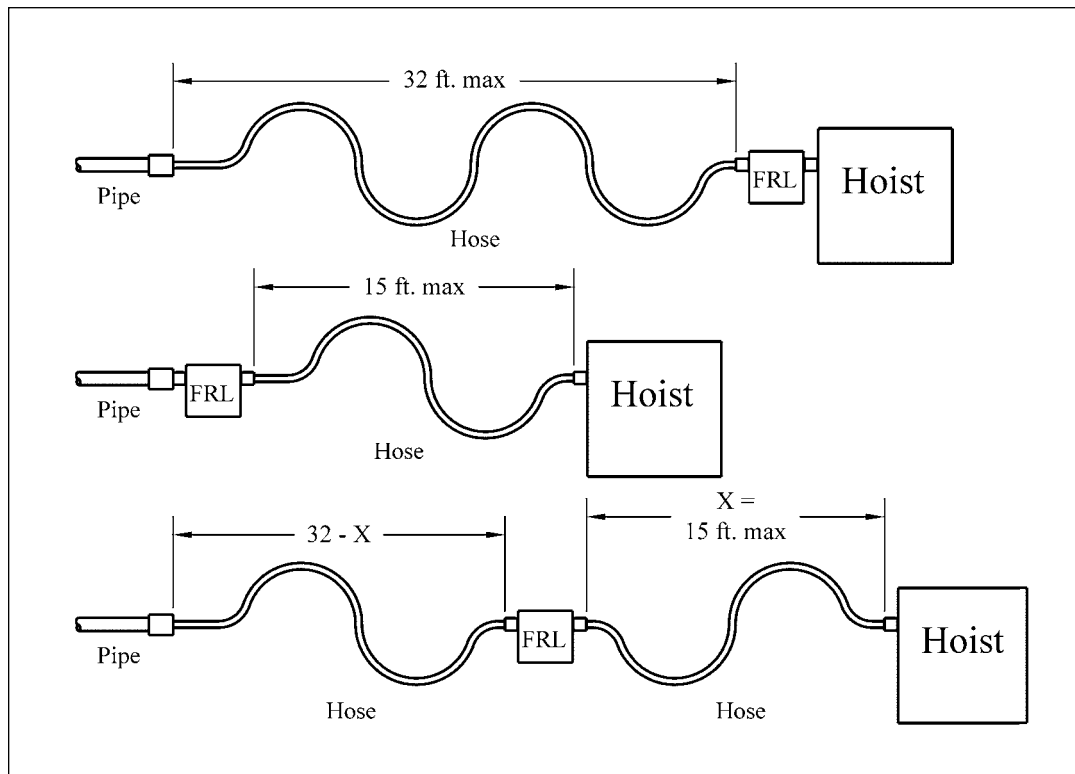 32 ft. max
Pipe
Hose
FRL
Hoist
15 ft. max
Pipe
FRL
Hose
Hoist
32 - X
X =
15 ft. max
Pipe
Hose
FRL
Hose
Hoist